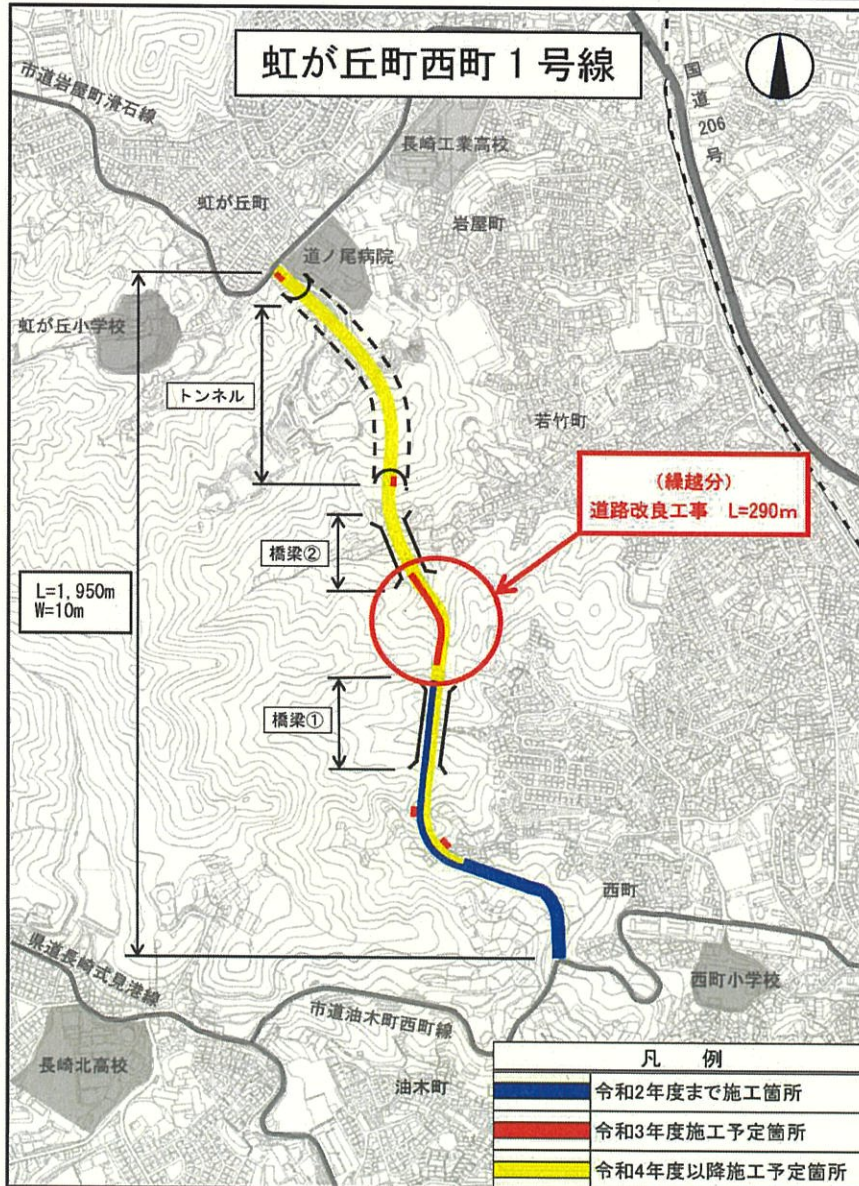 虹が丘町西町１号線
国道206号
市道岩屋町滑石線
長崎工業高校
虹が丘町
岩屋町
道ノ尾病院
虹が丘小学校
トンネル
若竹町
(繰越分)
道路改良工事 L=290m
橋梁②
L=1,950m
W=10m
橋梁①
西町
西町小学校
県道長崎式見港線
市道油木町西町線
長崎北高校
油木町
凡 例
令和2年度まで施工箇所
令和3年度施工予定箇所
令和4年度以降施工予定箇所